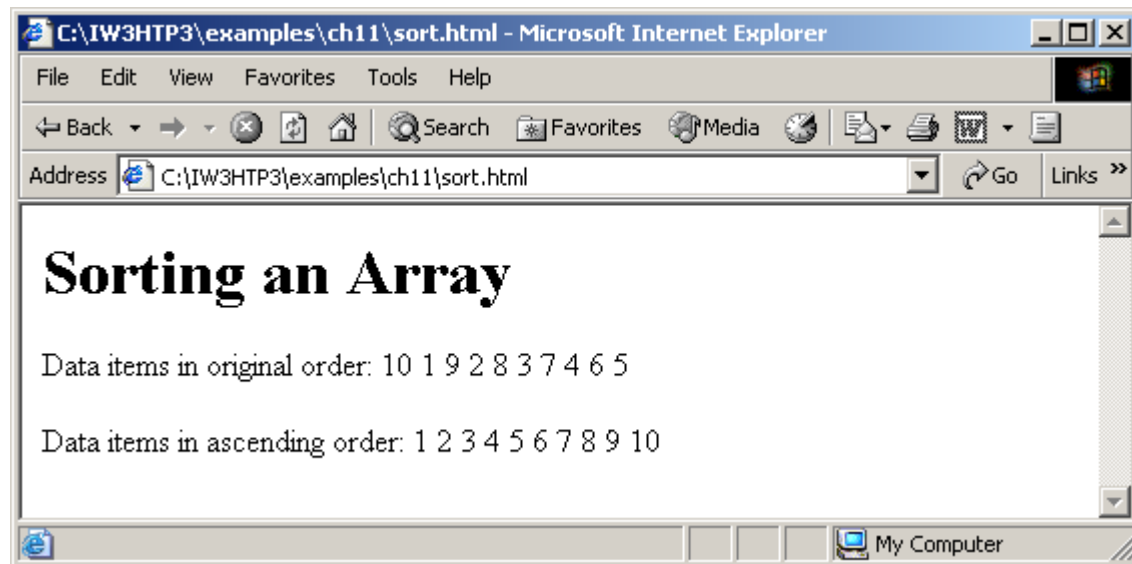 C:\IW3HTP3\examples\ch11\sort.html - Microsoft Internet Explorer
File Edit View Favorites Tools Help
Back Search Favorites Media W
Address C:\IW3HTP3\examples\ch11\sort.html Go Links »
Sorting an Array
Data items in original order: 10 1 9 2 8 3 7 4 6 5
Data items in ascending order: 1 2 3 4 5 6 7 8 9 10
My Computer